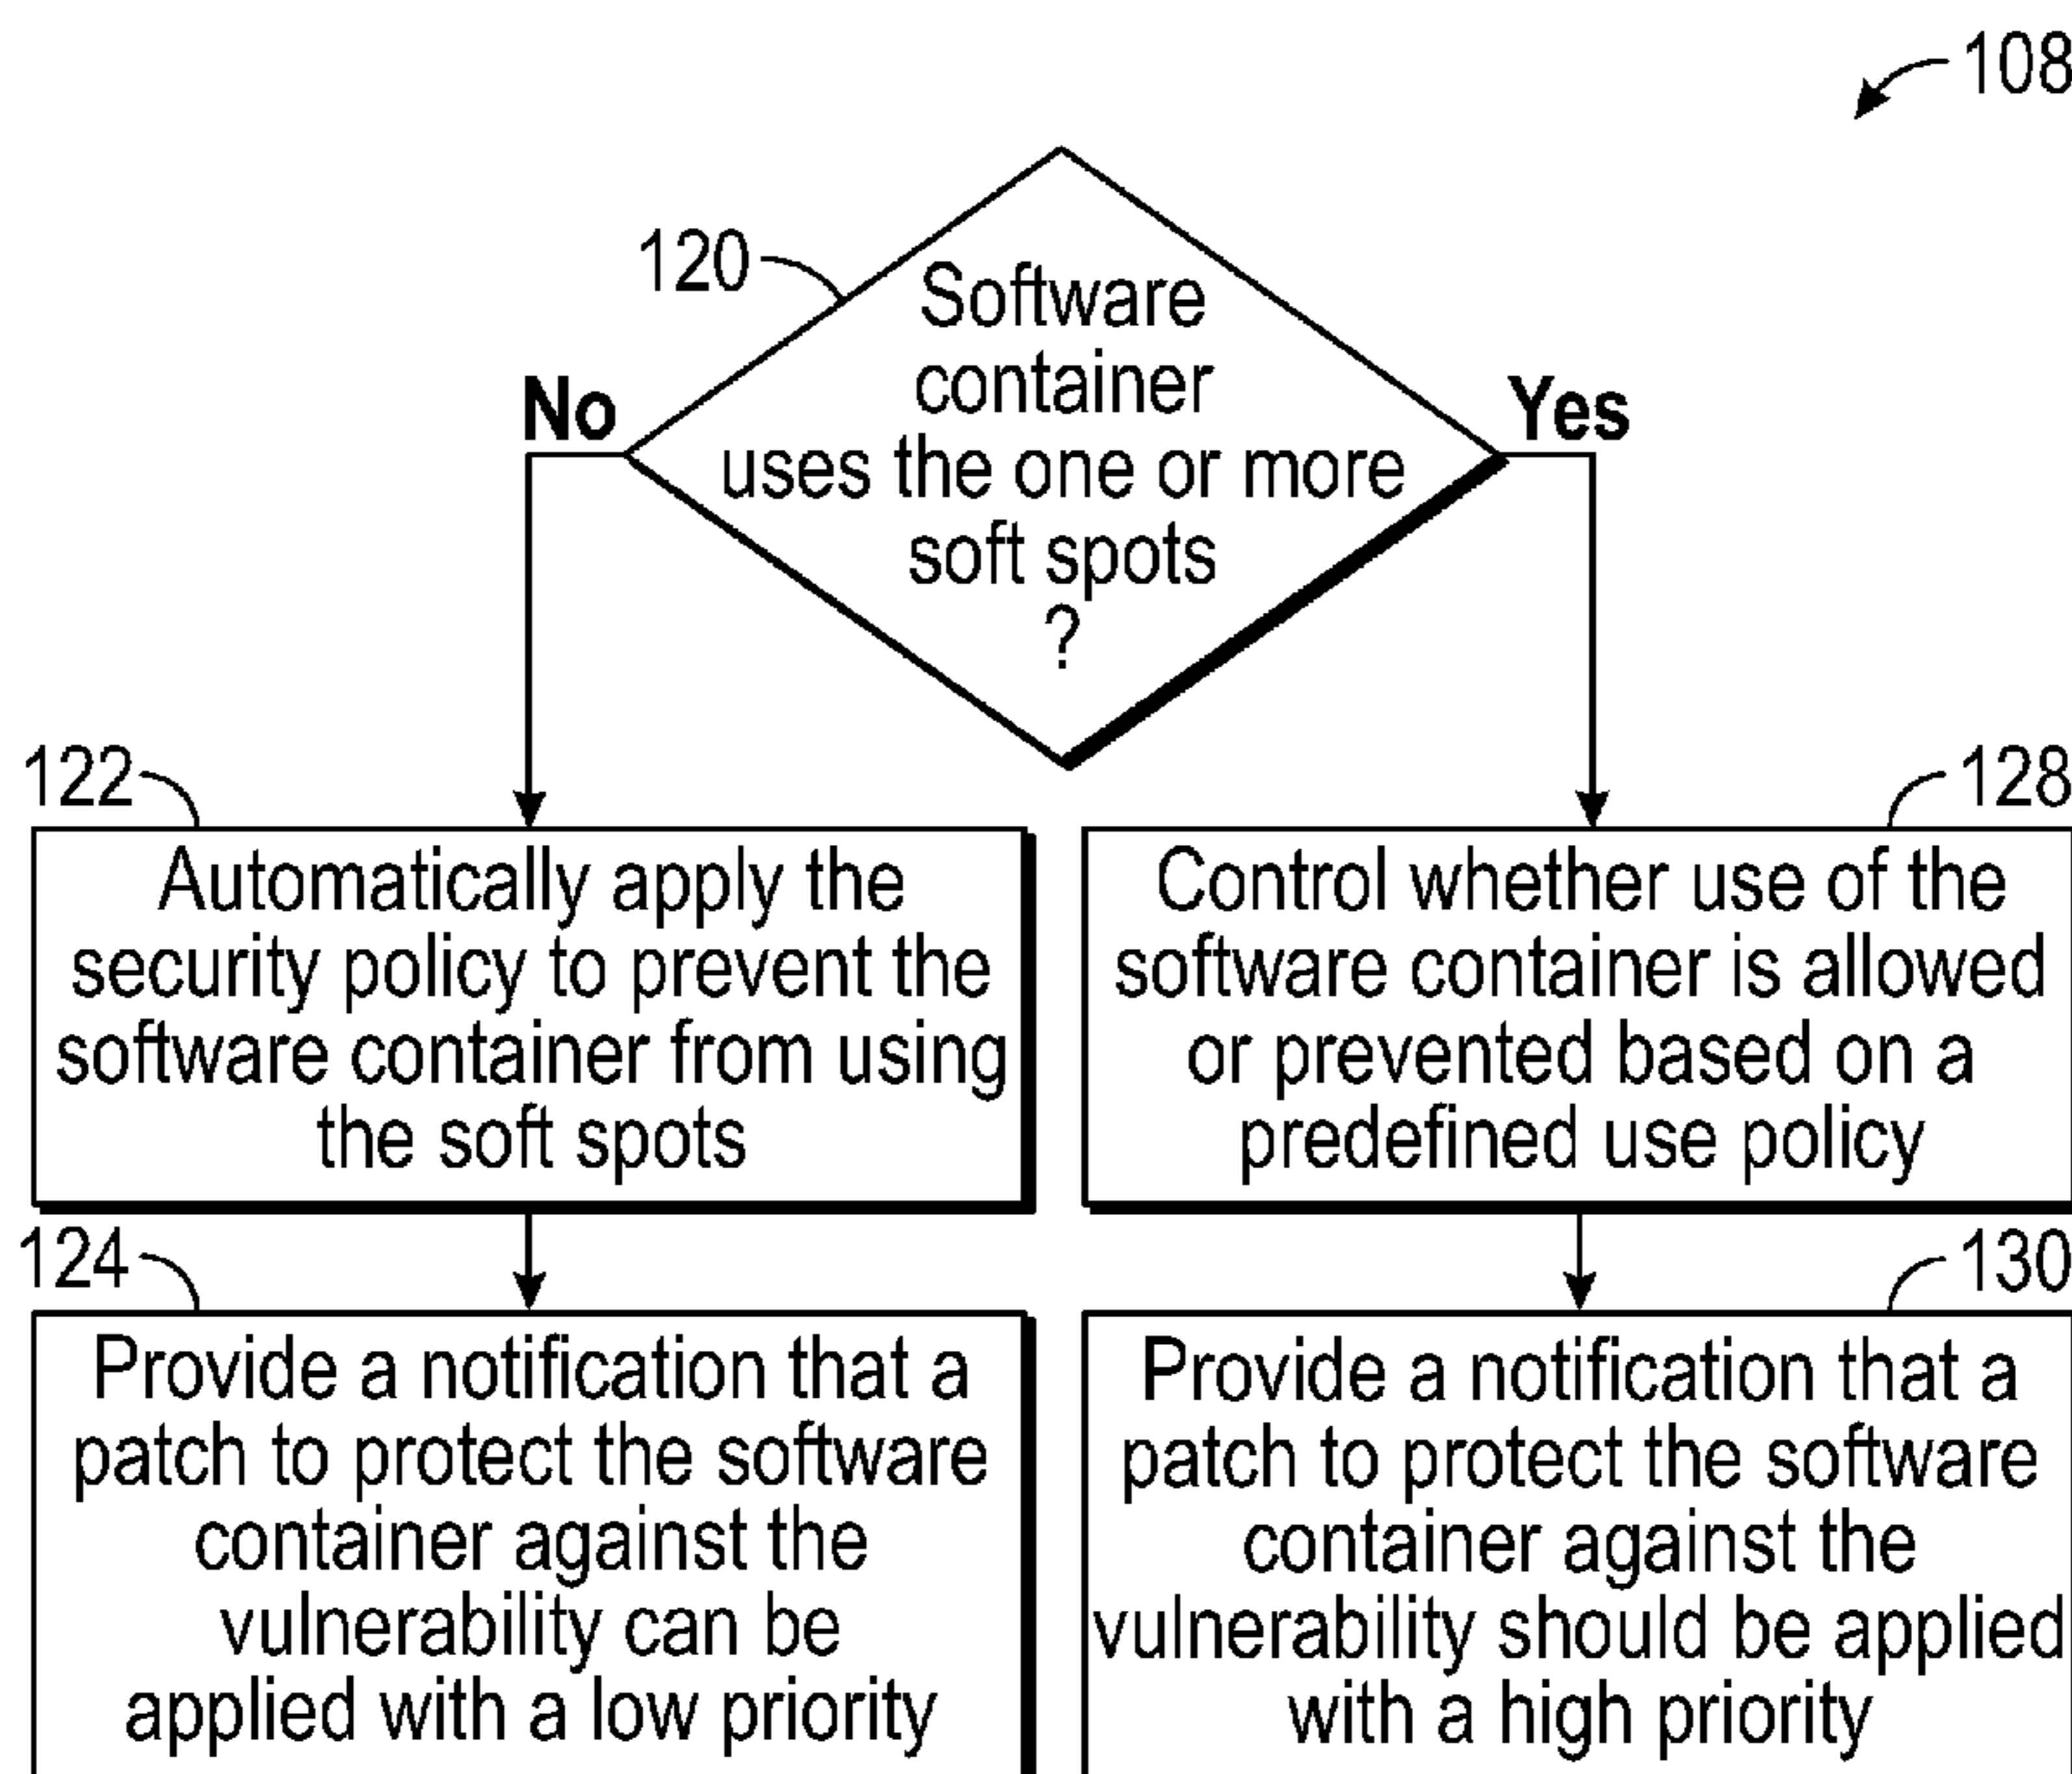 108
120
Software
container
uses the one or more
soft spots
?
No
Yes
122
Automatically apply the
security policy to prevent the
software container from using
the soft spots
128
Control whether use of the
software container is allowed
or prevented based on a
predefined use policy
124
Provide a notification that a
patch to protect the software
container against the
vulnerability can be
applied with a low priority
130
Provide a notification that a
patch to protect the software
container against the
vulnerability should be applied
with a high priority